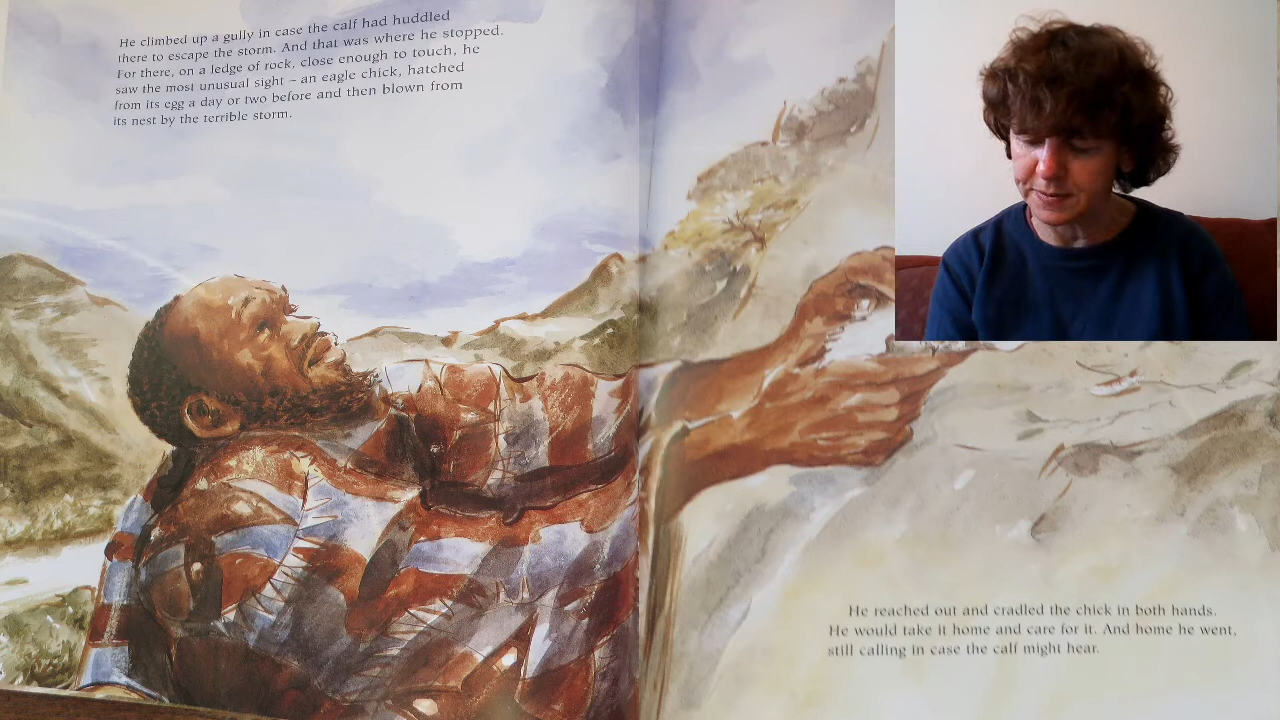 He climbed up a gully in case the calf had huddled
there to escape the storm. And that was where he stopped.
For there, on a ledge of rock, close enough to touch, he
saw the most unusual sight – an eagle chick, hatched
from its egg a day or two before and then blown from
its nest by the terrible storm.
He reached out and cradled the chick in both hands.
He would take it home and care for it. And home he went,
still calling in case the calf might hear.